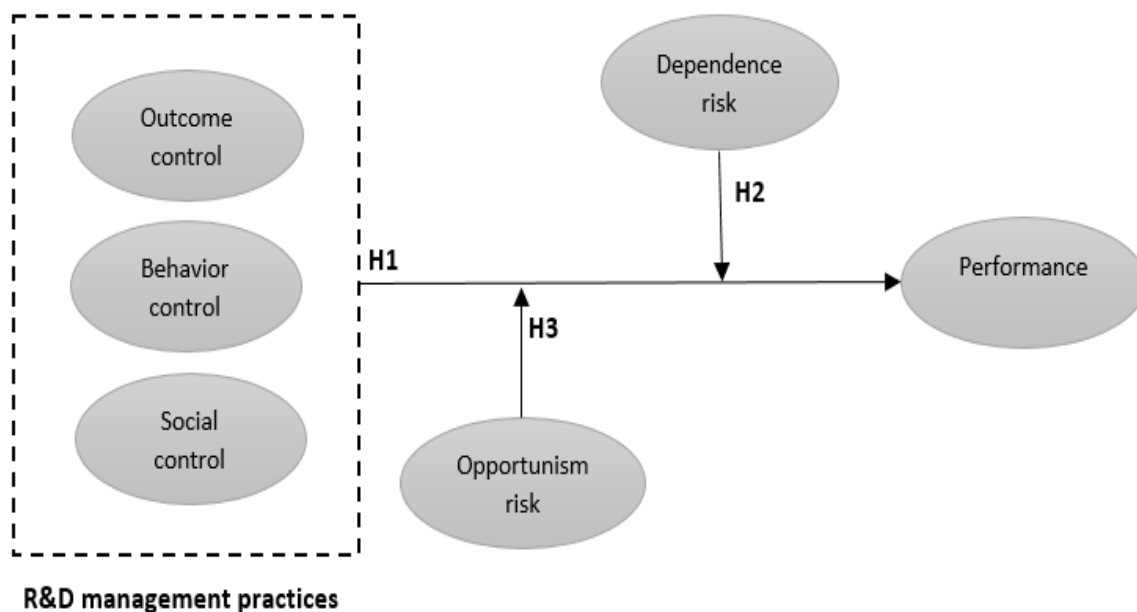 Outcome
control
Behavior
control
Social
control
R&D management practices
H1
Dependence
risk
H2
H3
Opportunism
risk
Performance